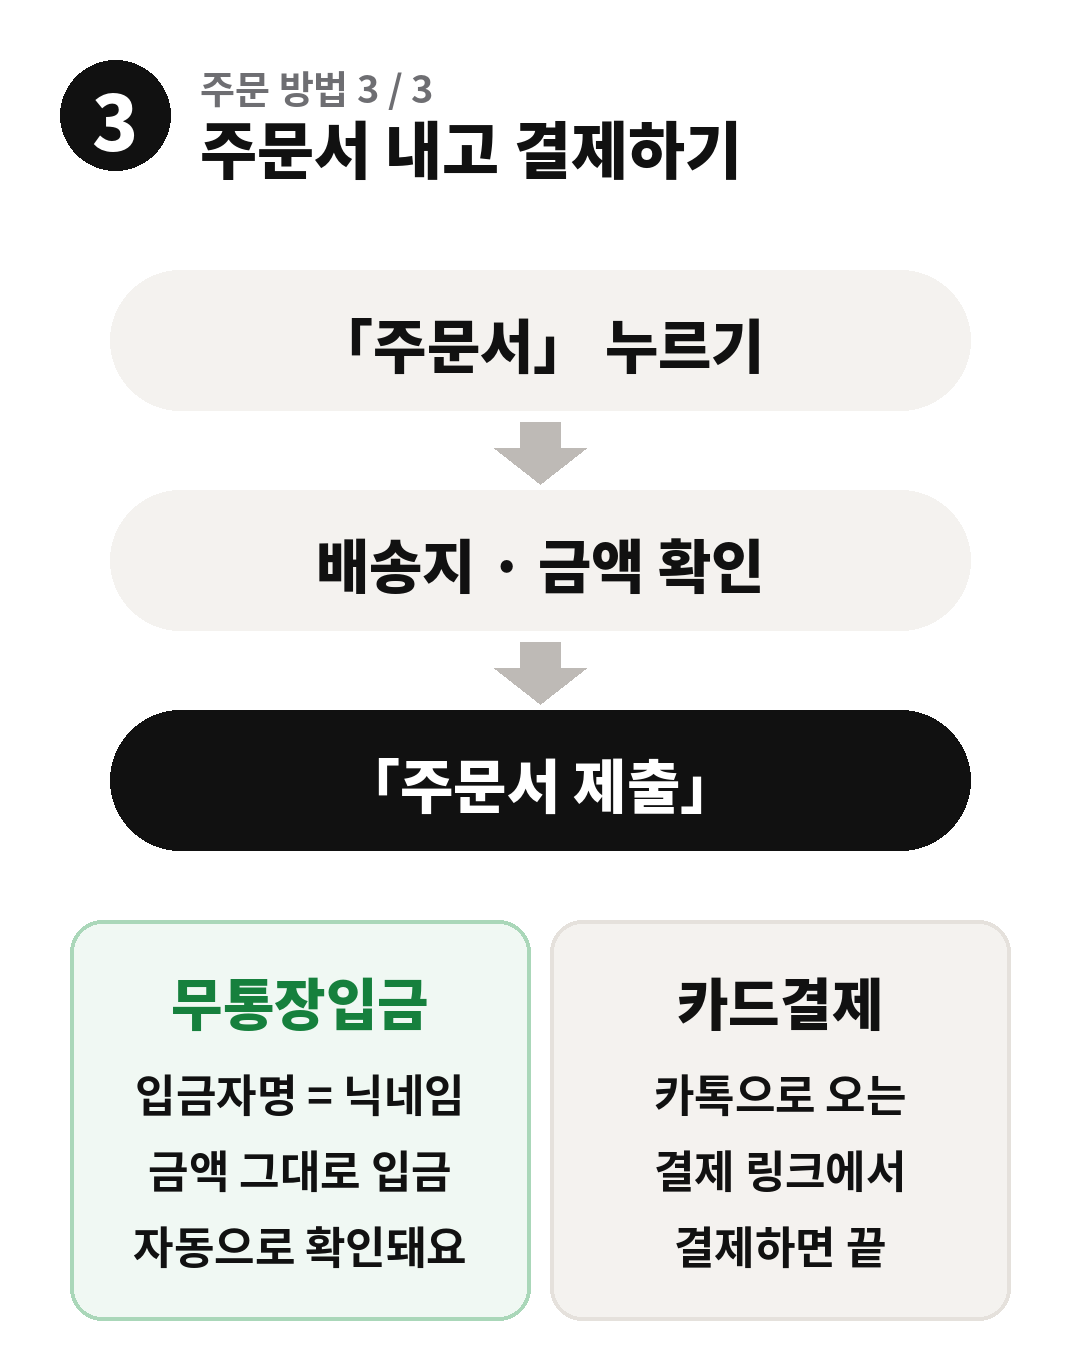 3
주문 방법 3 / 3
주문서 내고 결제하기
「주문서」 누르기
배송지 · 금액 확인
「주문서 제출」
무통장입금
입금자명 = 닉네임
금액 그대로 입금
자동으로 확인돼요
카드결제
카톡으로 오는
결제 링크에서
결제하면 끝